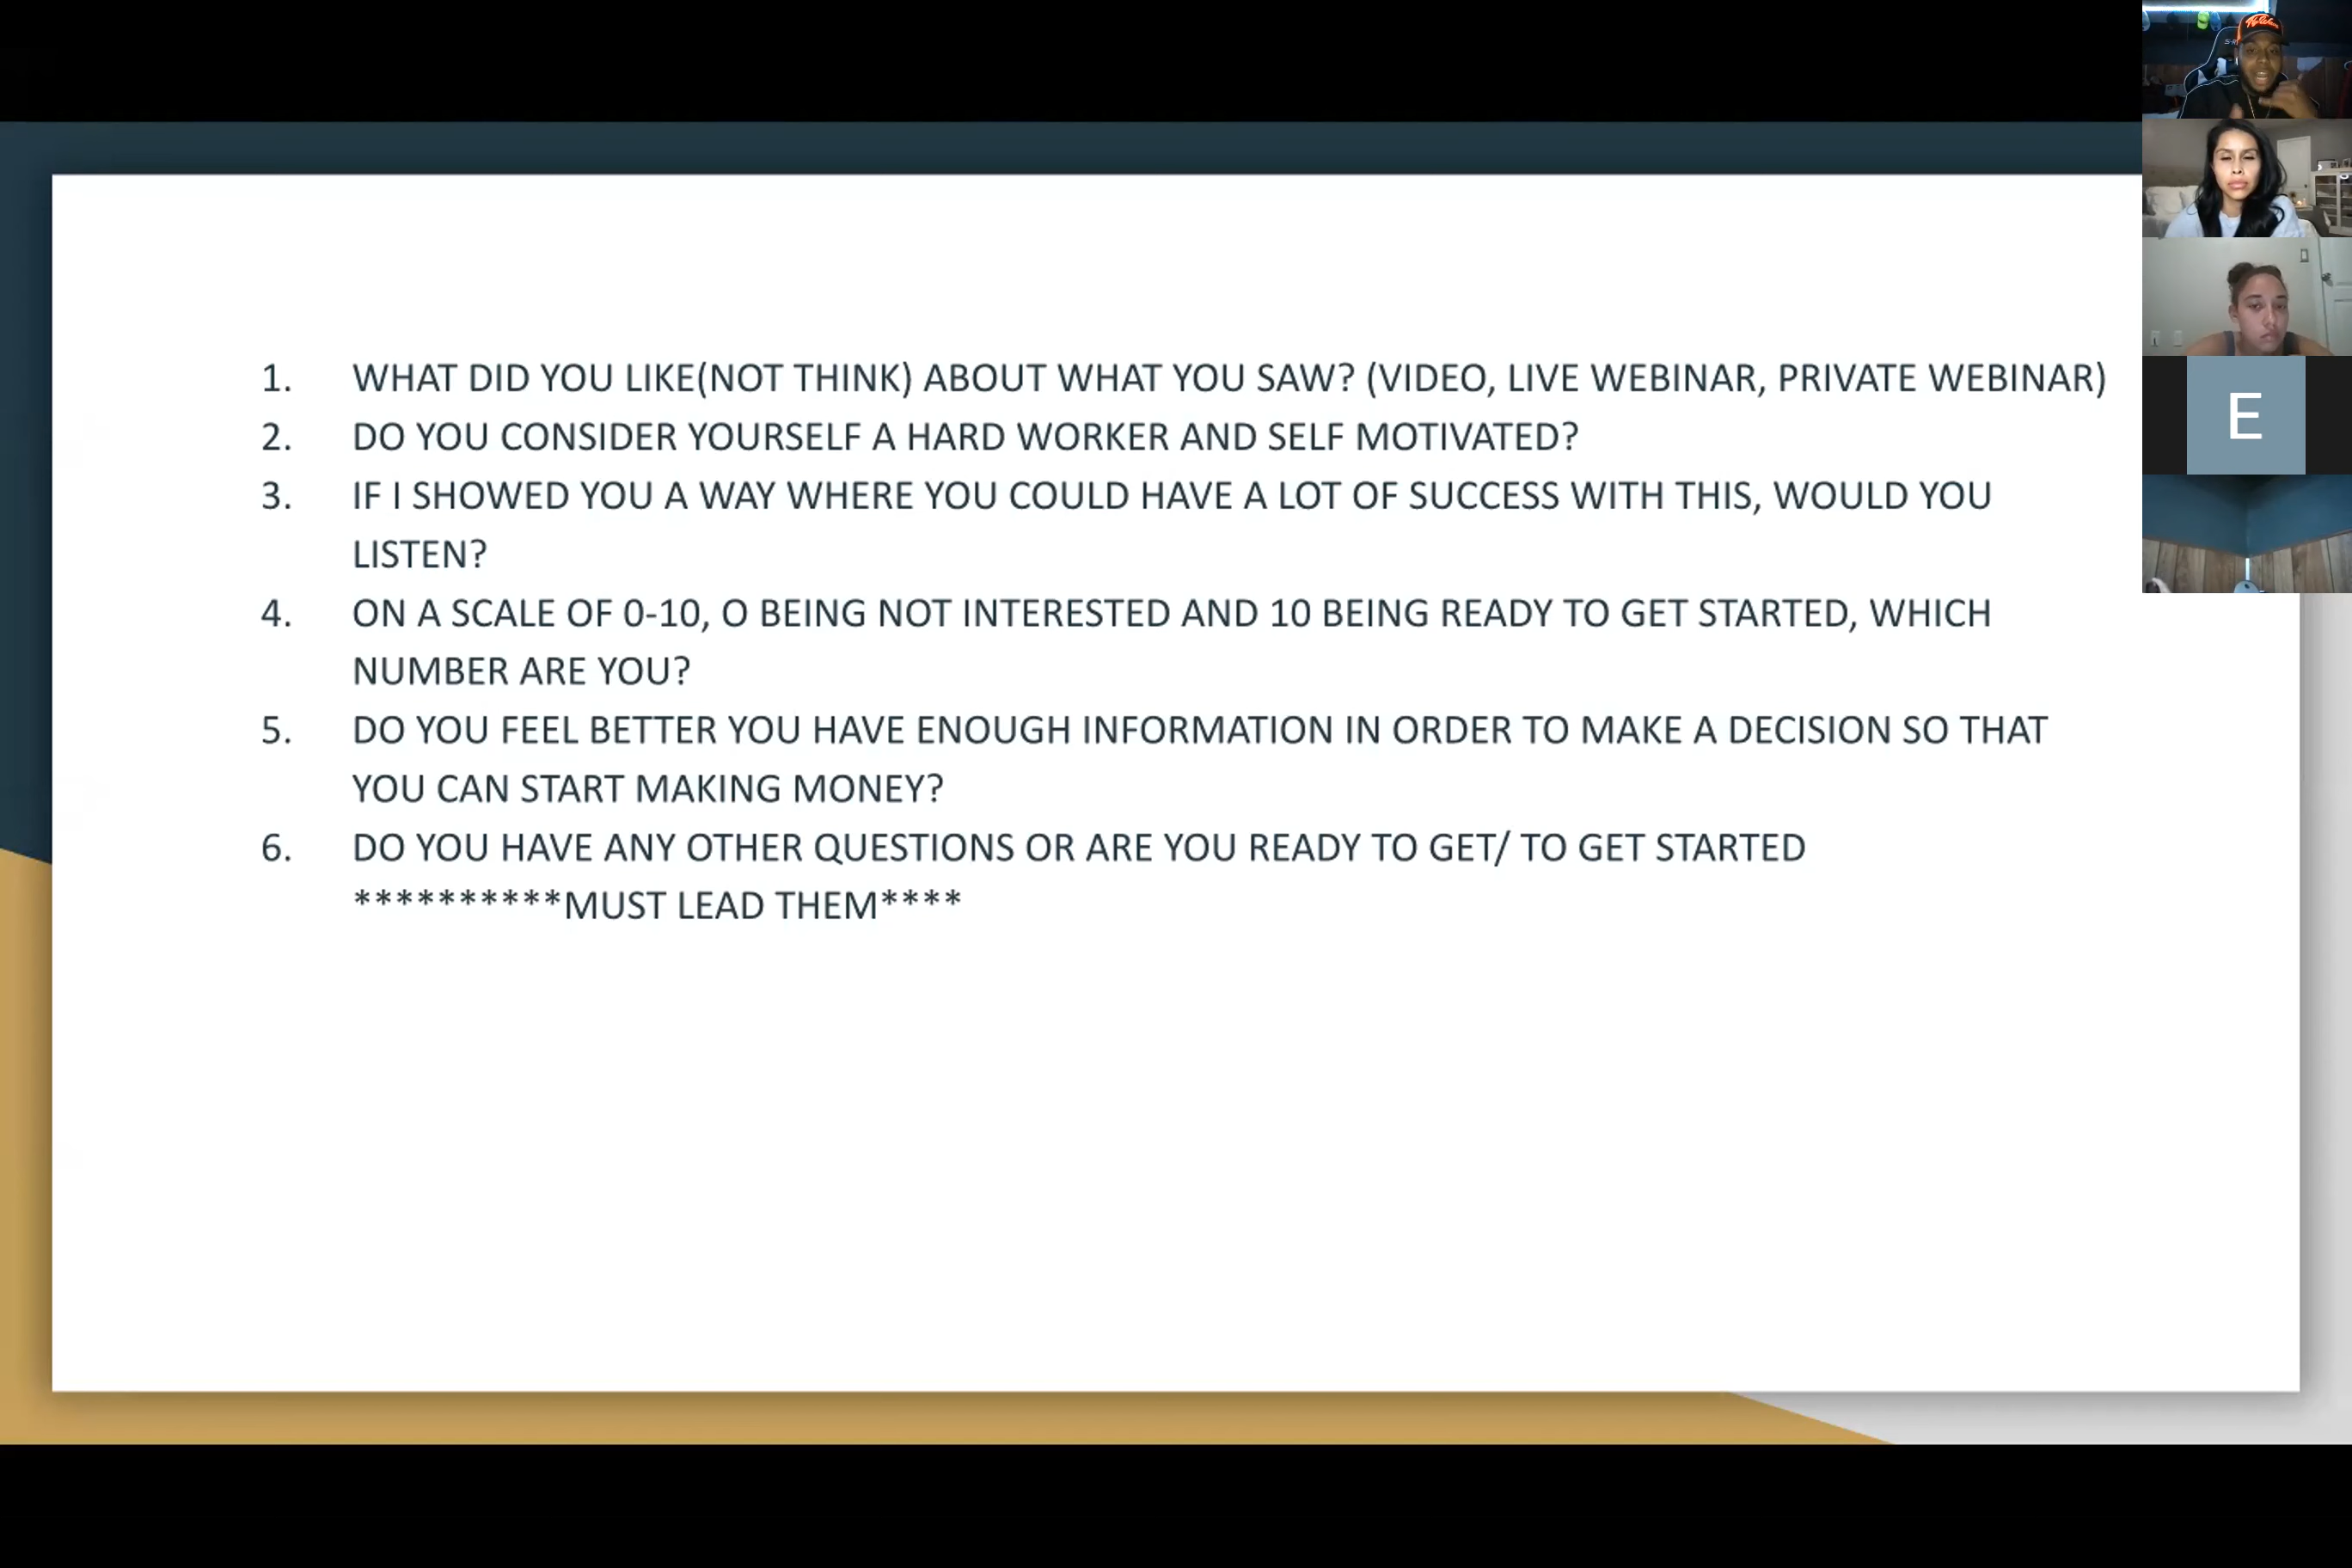 1. WHAT DID YOU LIKE(NOT THINK) ABOUT WHAT YOU SAW? (VIDEO, LIVE WEBINAR, PRIVATE WEBINAR)
2. DO YOU CONSIDER YOURSELF A HARD WORKER AND SELF MOTIVATED?
3. IF I SHOWED YOU A WAY WHERE YOU COULD HAVE A LOT OF SUCCESS WITH THIS, WOULD YOU
LISTEN?
4. ON A SCALE OF 0-10, O BEING NOT INTERESTED AND 10 BEING READY TO GET STARTED, WHICH
NUMBER ARE YOU?
5. DO YOU FEEL BETTER YOU HAVE ENOUGH INFORMATION IN ORDER TO MAKE A DECISION SO THAT
YOU CAN START MAKING MONEY?
6. DO YOU HAVE ANY OTHER QUESTIONS OR ARE YOU READY TO GET/ TO GET STARTED
**********MUST LEAD THEM****
E